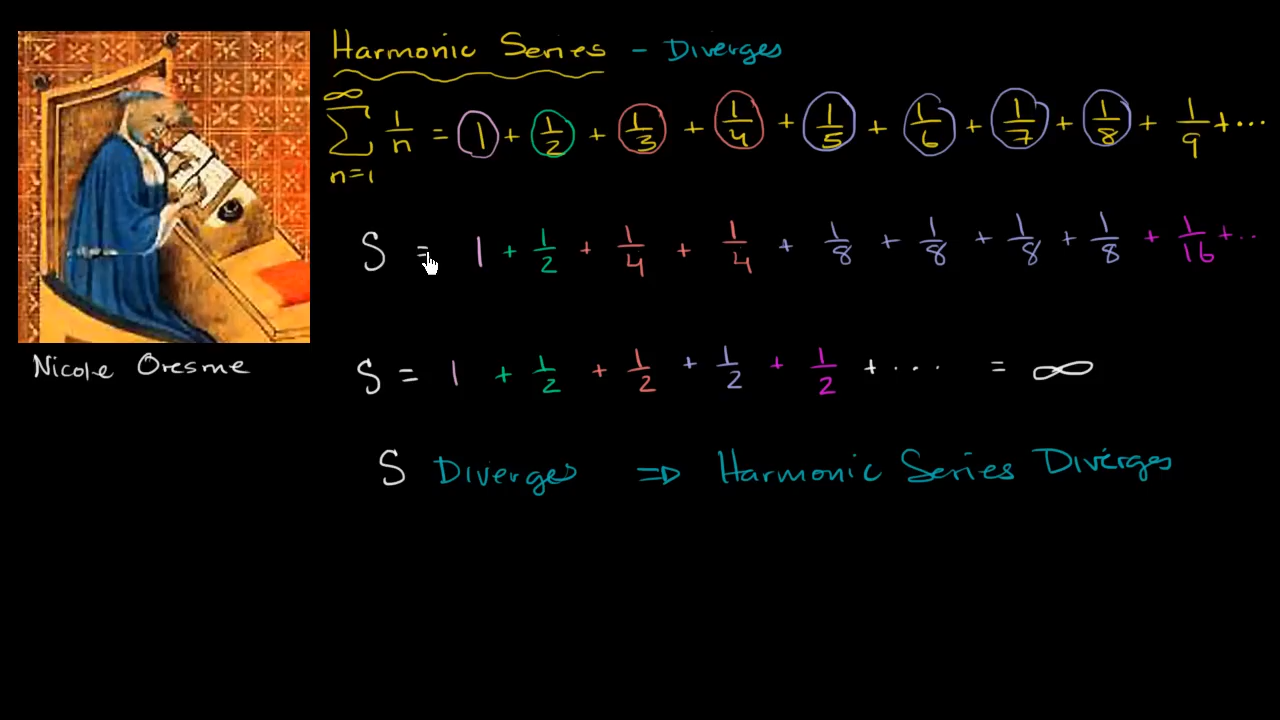 Harmonic Series - Diverges
∞
∑ 1/n = 1 + 1/2 + 1/3 + 1/4 + 1/5 + 1/6 + 1/7 + 1/8 + 1/9 + ...
n=1
S = 1 + 1/2 + 1/4 + 1/4 + 1/8 + 1/8 + 1/8 + 1/8 + 1/16 + ...
Nicole Oresme
S = 1 + 1/2 + 1/2 + 1/2 + 1/2 + ... = ∞
S Diverges ⇒ Harmonic Series Diverges